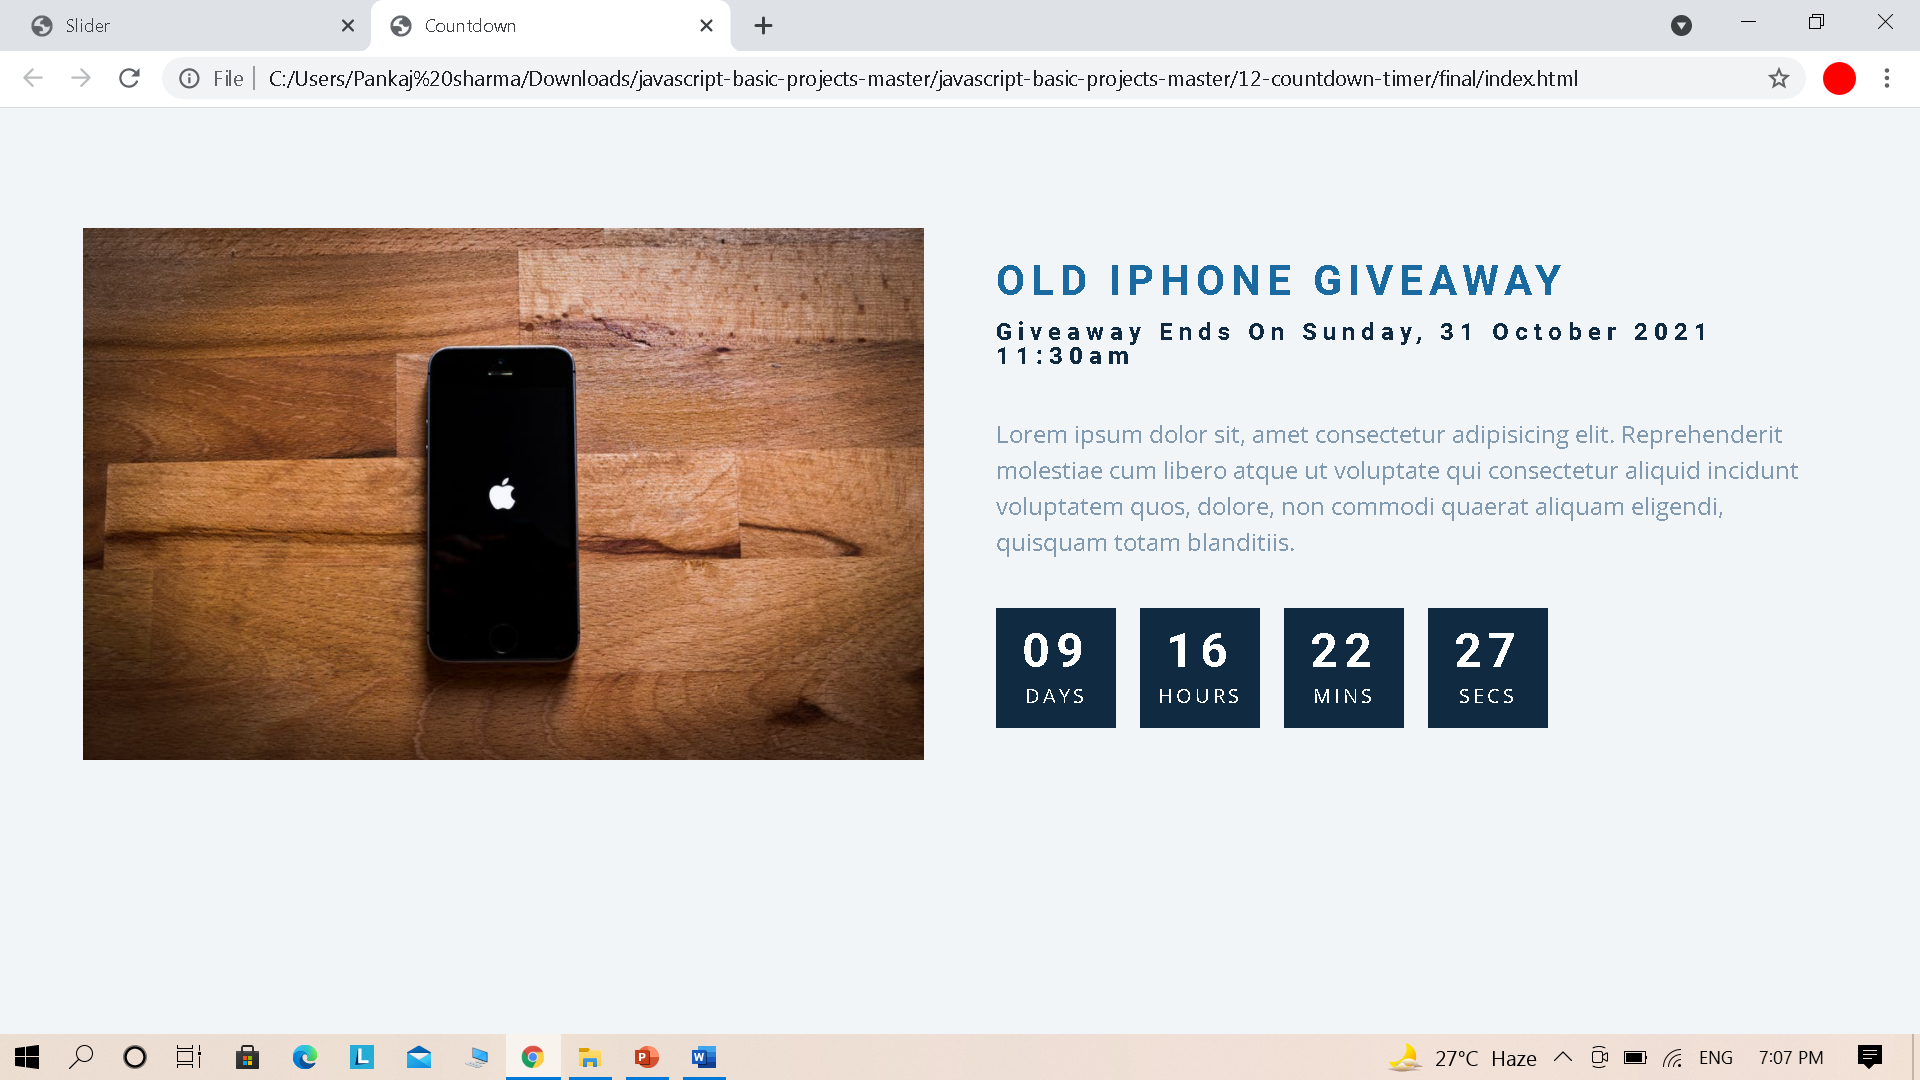 Slider
Countdown
File
C:/Users/Pankaj%20sharma/Downloads/javascript-basic-projects-master/javascript-basic-projects-master/12-countdown-timer/final/index.html
OLD IPHONE GIVEAWAY
Giveaway Ends On Sunday, 31 October 2021
11:30am
Lorem ipsum dolor sit, amet consectetur adipisicing elit. Reprehenderit
molestiae cum libero atque ut voluptate qui consectetur aliquid incidunt
voluptatem quos, dolore, non commodi quaerat aliquam eligendi,
quisquam totam blanditiis.
09 16 22 27
DAYS HOURS MINS SECS
L P W 27°C Haze ENG 7:07 PM